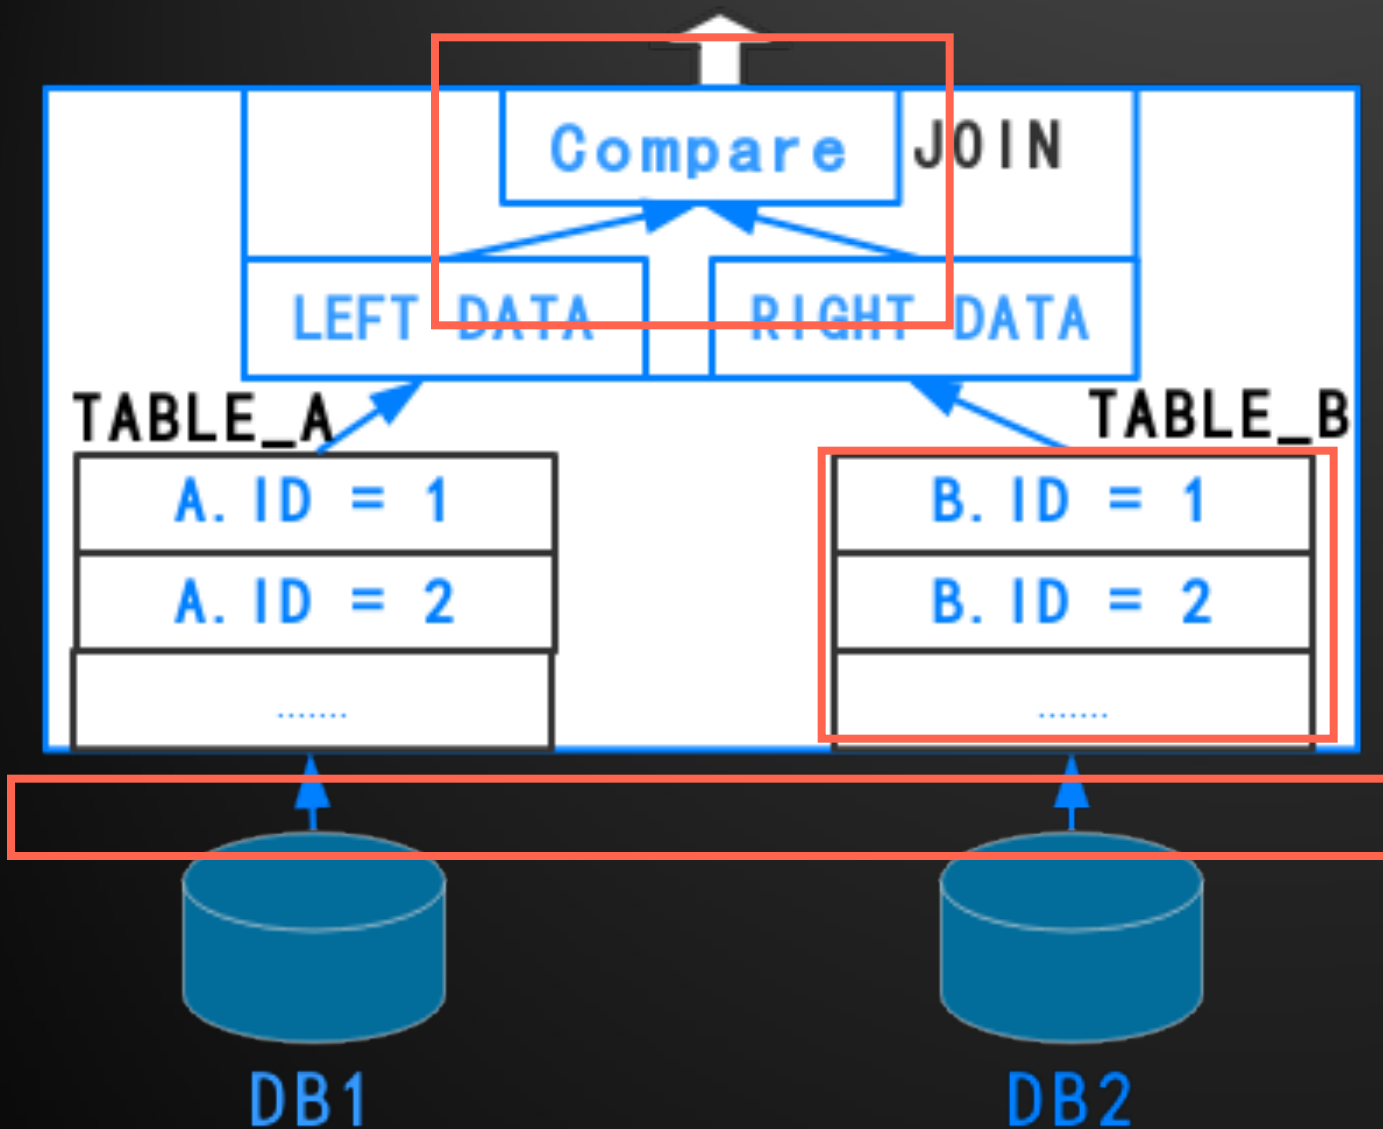 Compare JOIN
LEFT DATA RIGHT DATA
TABLE_A TABLE_B
A.ID = 1 B.ID = 1
A.ID = 2 B.ID = 2
....... .......
DB1 DB2